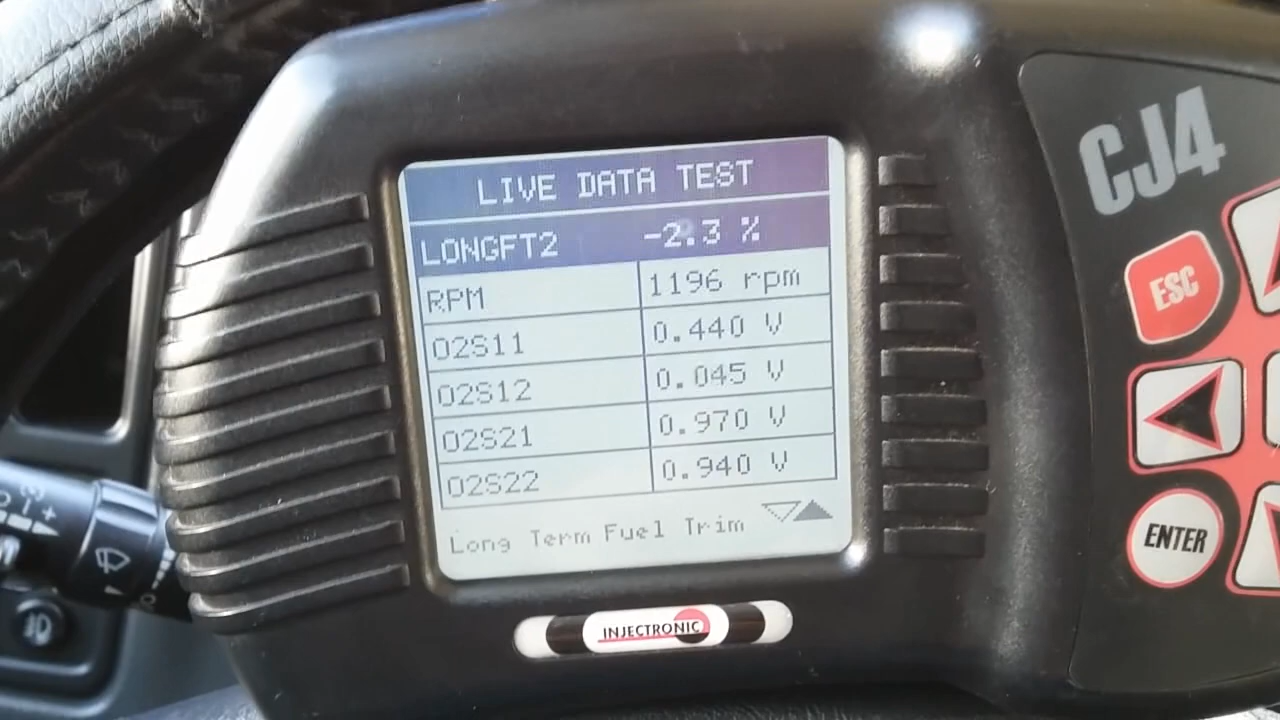 LIVE DATA TEST
LONGFT2 -2.3 %
RPM 1196 rpm
O2S11 0.440 V
O2S12 0.045 V
O2S21 0.970 V
O2S22 0.940 V
Long Term Fuel Trim
INJECTRONIC
CJ4
ESC
ENTER